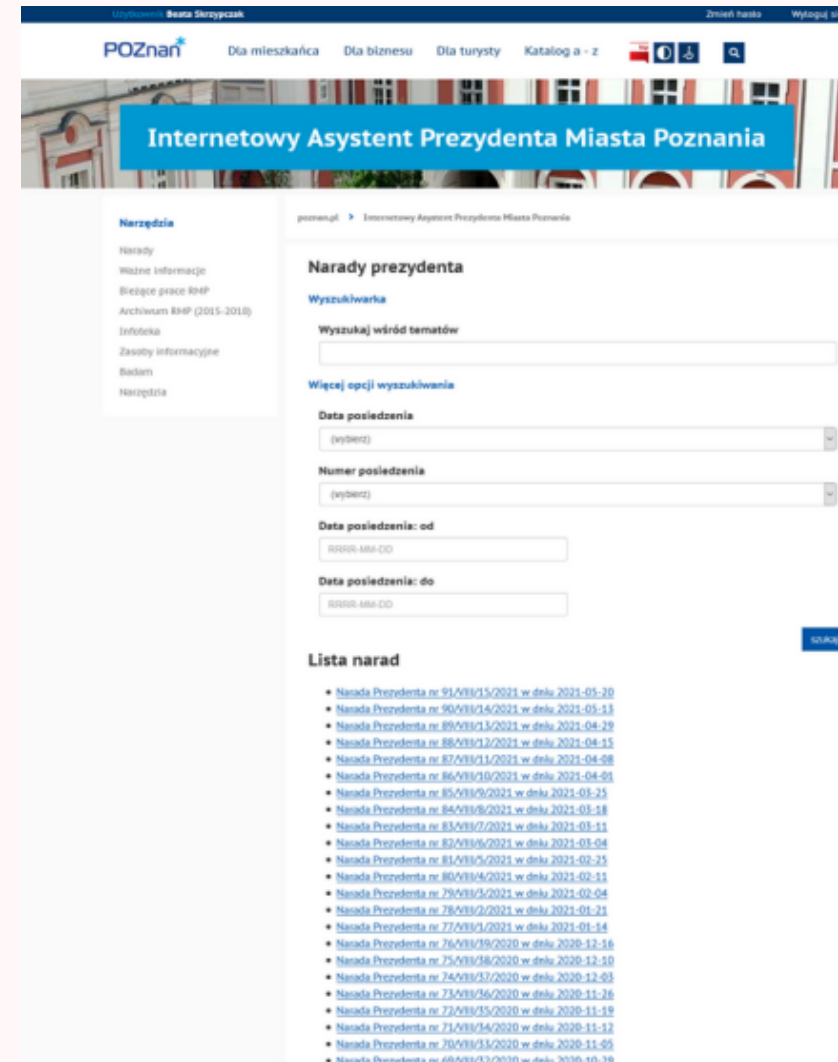 Użytkownik Beata Skrzypczak
Zmień hasło Wyloguj si
POZnań* Dla mieszkańca Dla biznesu Dla turysty Katalog a - z
Internetowy Asystent Prezydenta Miasta Poznania
Narzędzia
Narady
Ważne informacje
Bieżące prace RMP
Archiwum RMP (2015-2018)
Infoteka
Zasoby informacyjne
Badam
Narzędzia
poznan.pl > Internetowy Asystent Prezydenta Miasta Poznania
Narady prezydenta
Wyszukiwarka
Wyszukaj wśród tematów
Więcej opcji wyszukiwania
Data posiedzenia
(wybierz)
Numer posiedzenia
(wybierz)
Data posiedzenia: od
RRRR-MM-DD
Data posiedzenia: do
RRRR-MM-DD
szukaj
Lista narad
Narada Prezydenta nr 91/VIII/15/2021 w dniu 2021-05-20
Narada Prezydenta nr 90/VIII/14/2021 w dniu 2021-05-13
Narada Prezydenta nr 89/VIII/13/2021 w dniu 2021-04-29
Narada Prezydenta nr 88/VIII/12/2021 w dniu 2021-04-15
Narada Prezydenta nr 87/VIII/11/2021 w dniu 2021-04-08
Narada Prezydenta nr 86/VIII/10/2021 w dniu 2021-04-01
Narada Prezydenta nr 85/VIII/9/2021 w dniu 2021-03-25
Narada Prezydenta nr 84/VIII/8/2021 w dniu 2021-03-18
Narada Prezydenta nr 83/VIII/7/2021 w dniu 2021-03-11
Narada Prezydenta nr 82/VIII/6/2021 w dniu 2021-03-04
Narada Prezydenta nr 81/VIII/5/2021 w dniu 2021-02-25
Narada Prezydenta nr 80/VIII/4/2021 w dniu 2021-02-11
Narada Prezydenta nr 79/VIII/3/2021 w dniu 2021-02-04
Narada Prezydenta nr 78/VIII/2/2021 w dniu 2021-01-21
Narada Prezydenta nr 77/VIII/1/2021 w dniu 2021-01-14
Narada Prezydenta nr 76/VIII/39/2020 w dniu 2020-12-16
Narada Prezydenta nr 75/VIII/38/2020 w dniu 2020-12-10
Narada Prezydenta nr 74/VIII/37/2020 w dniu 2020-12-03
Narada Prezydenta nr 73/VIII/36/2020 w dniu 2020-11-26
Narada Prezydenta nr 72/VIII/35/2020 w dniu 2020-11-19
Narada Prezydenta nr 71/VIII/34/2020 w dniu 2020-11-12
Narada Prezydenta nr 70/VIII/33/2020 w dniu 2020-11-05
Narada Prezydenta nr 69/VIII/32/2020 w dniu 2020-10-29